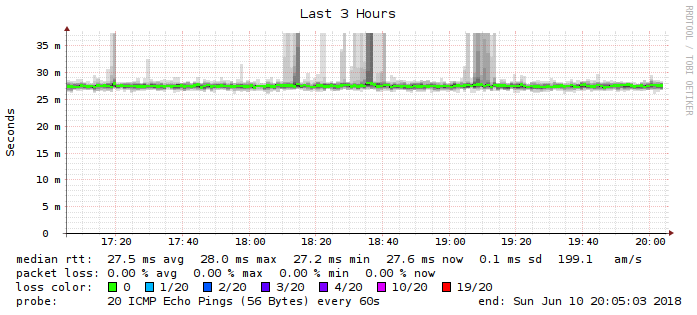 Last 3 Hours
RRDTOOL / TOBI OETIKER
Seconds
35 m
30 m
25 m
20 m
15 m
10 m
5 m
0
17:20 17:40 18:00 18:20 18:40 19:00 19:20 19:40 20:00
median rtt: 27.5 ms avg 28.0 ms max 27.2 ms min 27.6 ms now 0.1 ms sd 199.1 am/s
packet loss: 0.00 % avg 0.00 % max 0.00 % min 0.00 % now
loss color: 0 1/20 2/20 3/20 4/20 10/20 19/20
probe: 20 ICMP Echo Pings (56 Bytes) every 60s end: Sun Jun 10 20:05:03 2018